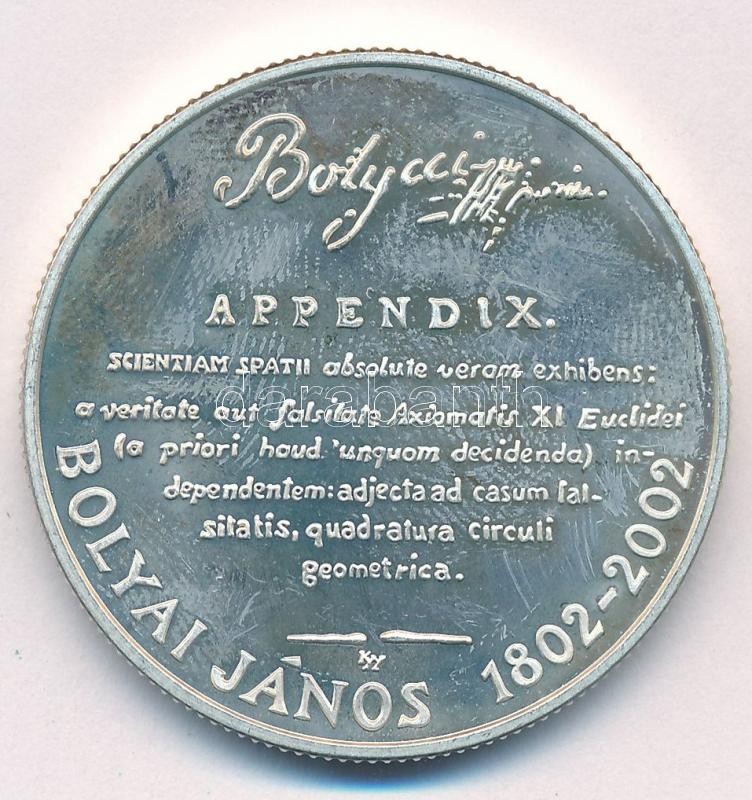 Bolyai
APPENDIX.
SCIENTIAM SPATII absolute veram exhibens:
a veritate aut falsitate Axiomatis XI Euclidei
(a priori haud unquam decidenda) in-
dependentem: adjecta ad casum fal-
sitatis, quadratura circuli
geometrica.
BOLYAI JÁNOS 1802-2002
darabanth